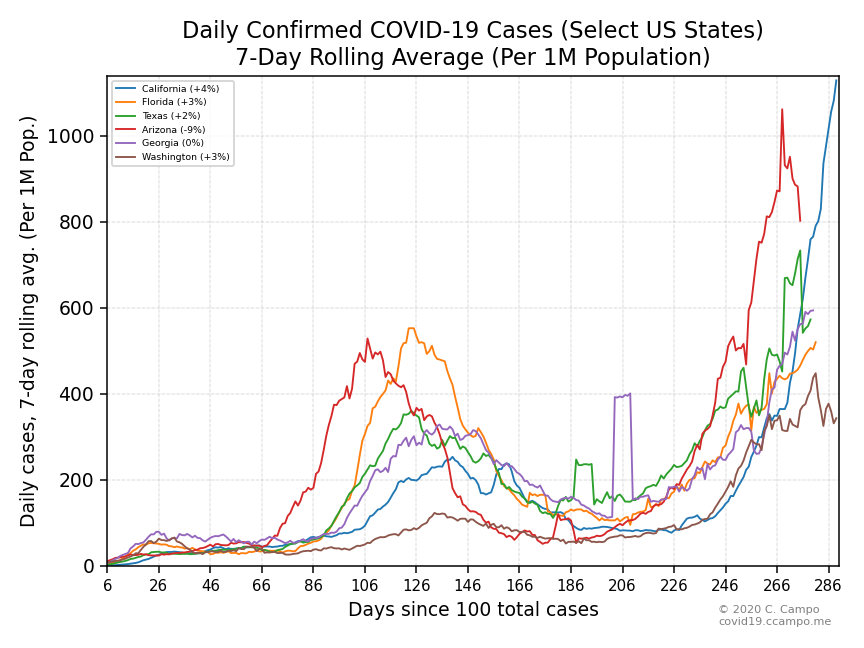 Daily Confirmed COVID-19 Cases (Select US States)
7-Day Rolling Average (Per 1M Population)
Daily cases, 7-day rolling avg. (Per 1M Pop.)
California (+4%)
Florida (+3%)
Texas (+2%)
Arizona (-9%)
Georgia (0%)
Washington (+3%)
1000
800
600
400
200
0
6 26 46 66 86 106 126 146 166 186 206 226 246 266 286
Days since 100 total cases
© 2020 C. Campo
covid19.ccampo.me